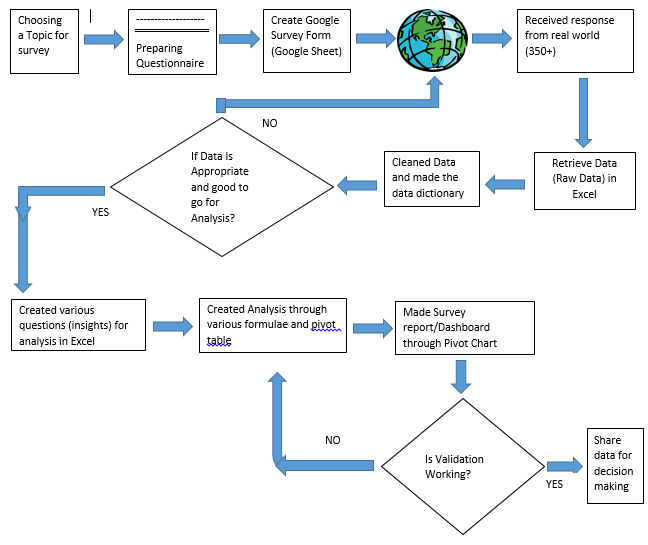 Choosing
a Topic for
survey
Preparing
Questionnaire
Create Google
Survey Form
(Google Sheet)
Received response
from real world
(350+)
NO
If Data Is
Appropriate
and good to
go for
Analysis?
Cleaned Data
and made the
data dictionary
Retrieve Data
(Raw Data) in
Excel
YES
Created various
questions (insights) for
analysis in Excel
Created Analysis through
various formulae and pivot
table
Made Survey
report/Dashboard
through Pivot Chart
NO
Is Validation
Working?
YES
Share
data for
decision
making